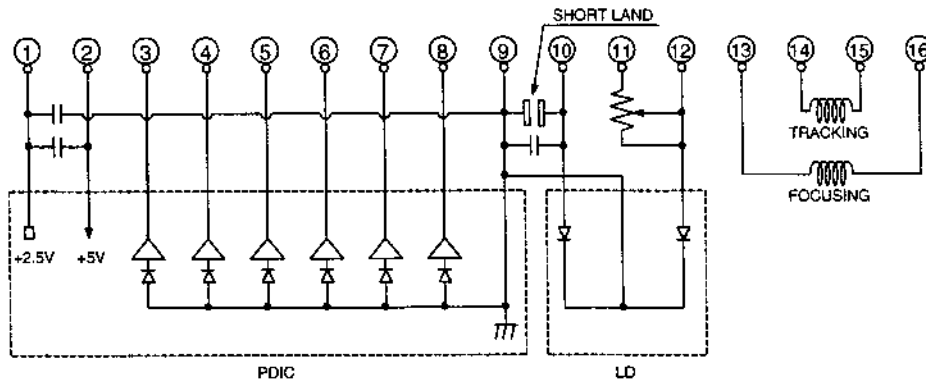 SHORT LAND
1 2 3 4 5 6 7 8 9 10 11 12 13 14 15 16
TRACKING
FOCUSING
+2.5V +5V
PDIC LD